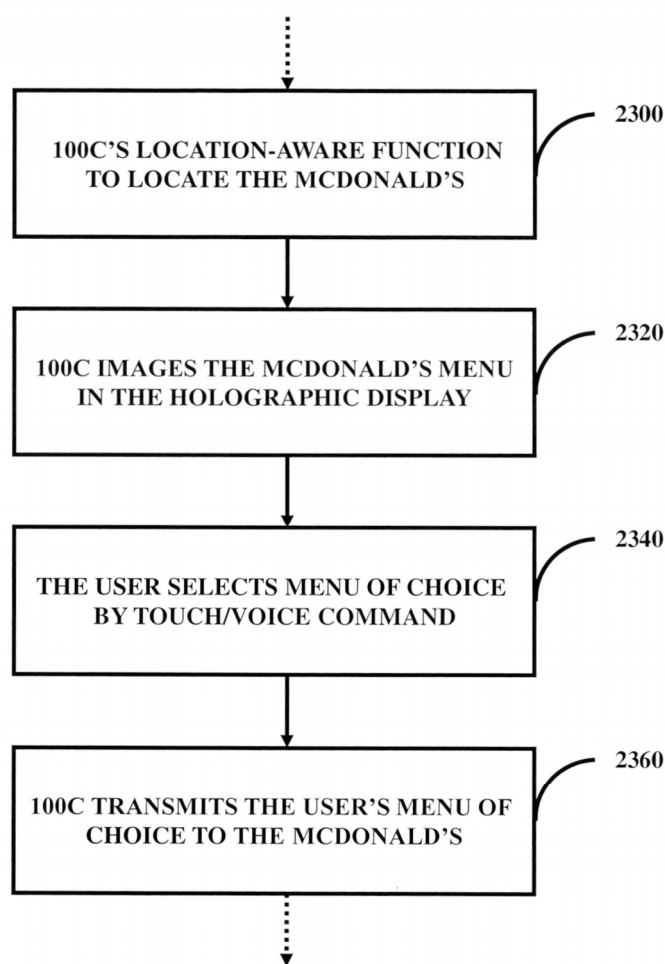 2300
100C'S LOCATION-AWARE FUNCTION
TO LOCATE THE MCDONALD'S
2320
100C IMAGES THE MCDONALD'S MENU
IN THE HOLOGRAPHIC DISPLAY
2340
THE USER SELECTS MENU OF CHOICE
BY TOUCH/VOICE COMMAND
2360
100C TRANSMITS THE USER'S MENU OF
CHOICE TO THE MCDONALD'S